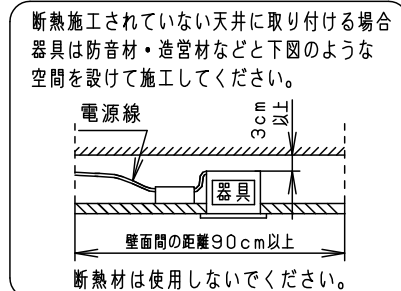 断熱施工されていない天井に取り付ける場合
器具は防音材・造営材などと下図のような
空間を設けて施工してください。
電源線
3cm
以上
器具
壁面間の距離90cm以上
断熱材は使用しないでください。